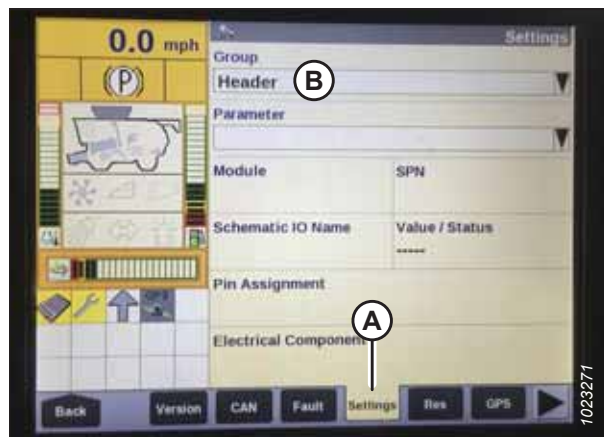 0.0 mph
Settings
(P)
Group
Header
B
Parameter
Module
SPN
Schematic IO Name
Value / Status
-----
Pin Assignment
A
Electrical Component
Back
Version
CAN
Fault
Settings
Res
GPS
1023271